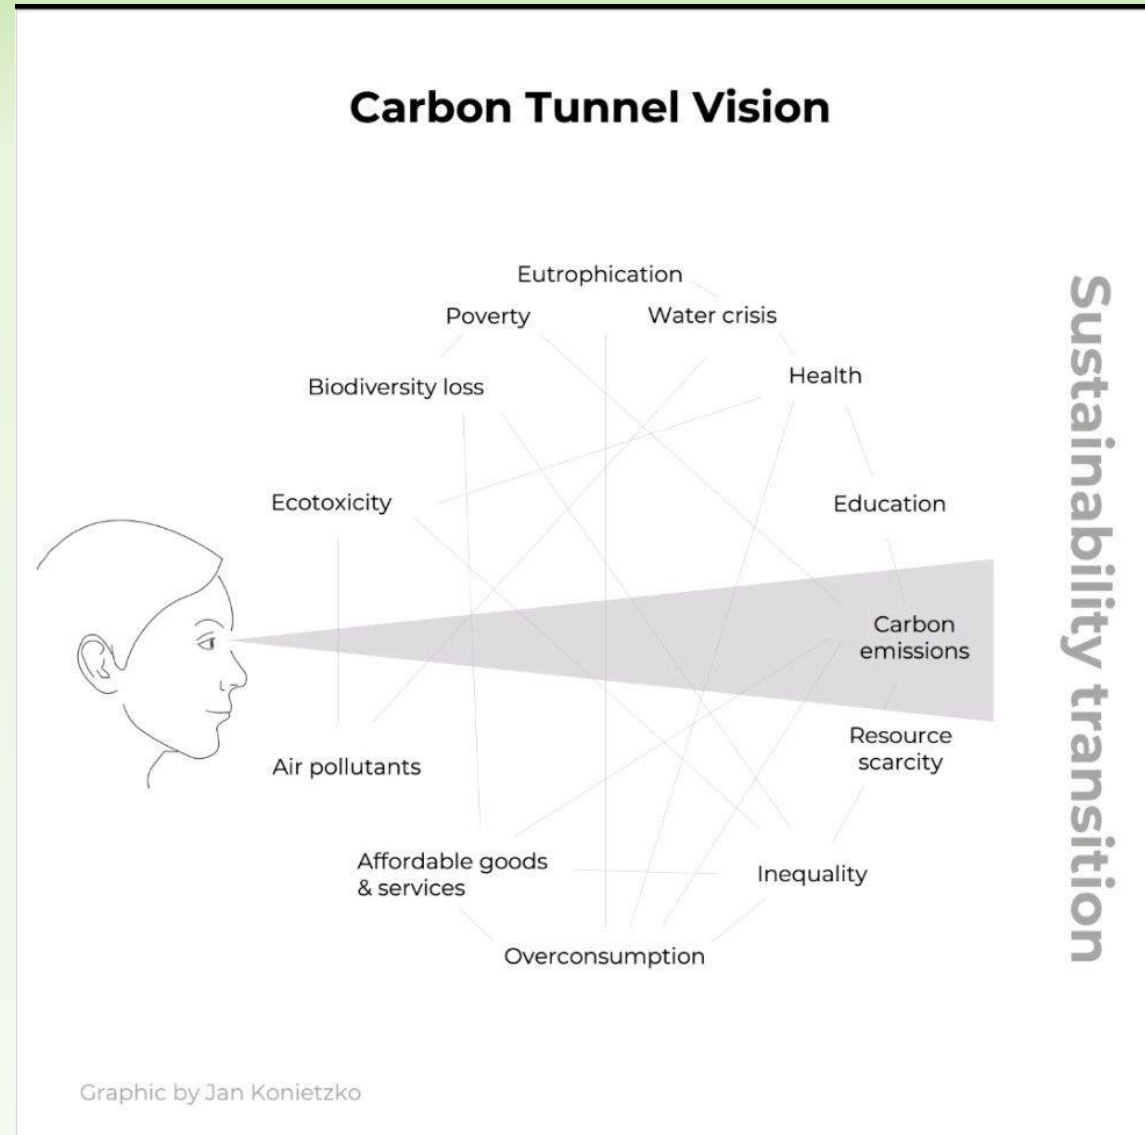 Carbon Tunnel Vision
Eutrophication
Poverty
Water crisis
Health
Biodiversity loss
Ecotoxicity
Education
Carbon
emissions
Resource
scarcity
Air pollutants
Affordable goods
& services
Inequality
Overconsumption
Sustainability transition
Graphic by Jan Konietzko